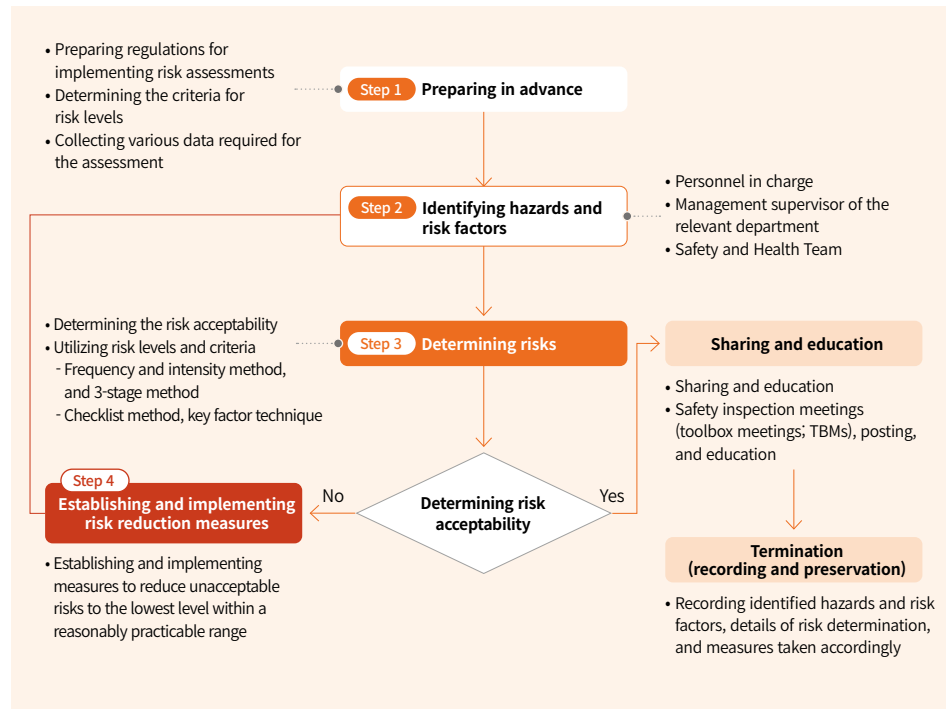 • Preparing regulations for
implementing risk assessments
• Determining the criteria for
risk levels
• Collecting various data required for
the assessment
Step 1 Preparing in advance
Step 2 Identifying hazards and
risk factors
• Personnel in charge
• Management supervisor of the
relevant department
• Safety and Health Team
• Determining the risk acceptability
• Utilizing risk levels and criteria
- Frequency and intensity method,
and 3-stage method
- Checklist method, key factor technique
Step 3 Determining risks
Sharing and education
• Sharing and education
• Safety inspection meetings
(toolbox meetings; TBMs), posting,
and education
Determining risk
acceptability
No
Yes
Step 4
Establishing and implementing
risk reduction measures
• Establishing and implementing
measures to reduce unacceptable
risks to the lowest level within a
reasonably practicable range
Termination
(recording and preservation)
• Recording identified hazards and risk
factors, details of risk determination,
and measures taken accordingly